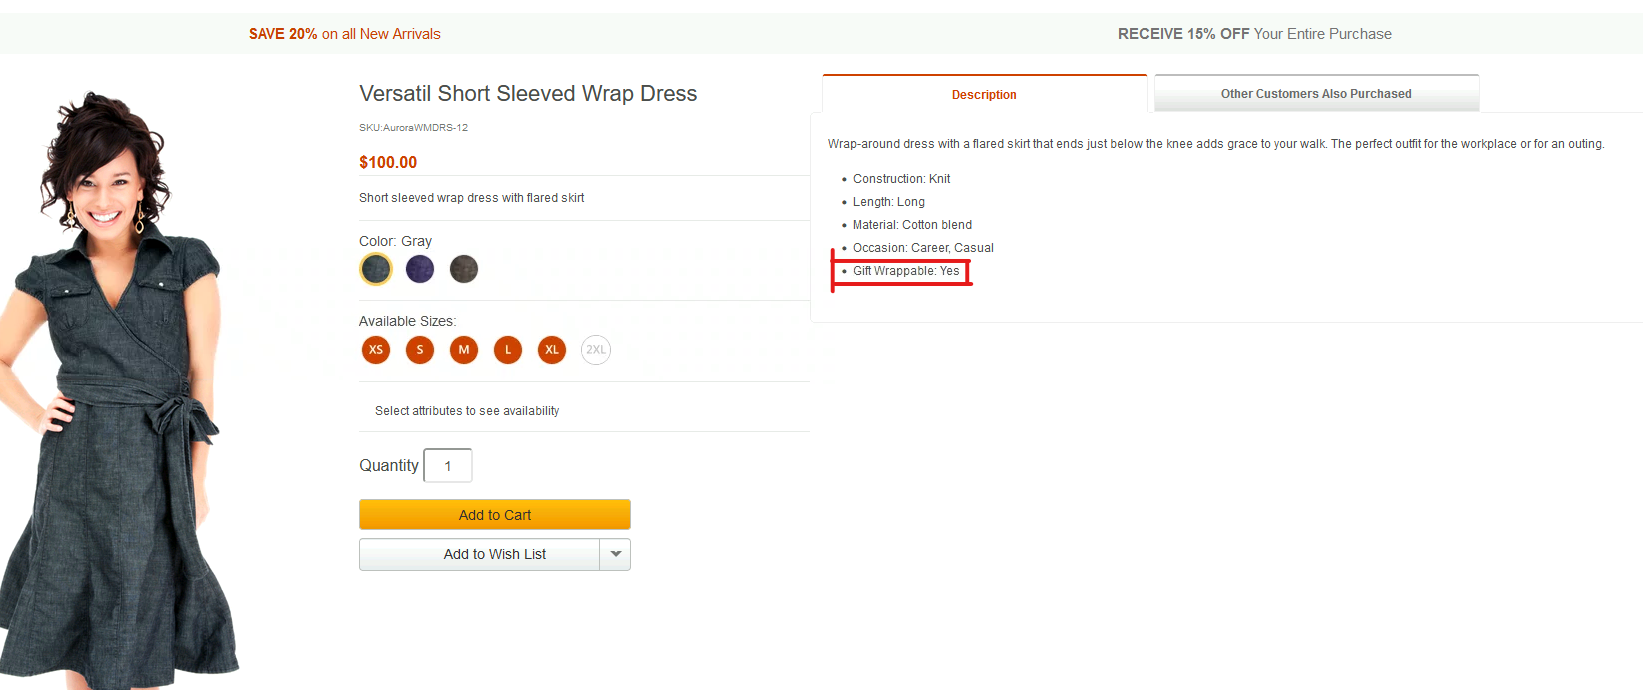 SAVE 20% on all New Arrivals
RECEIVE 15% OFF Your Entire Purchase
Versatil Short Sleeved Wrap Dress
SKU:AuroraWMDRS-12
$100.00
Short sleeved wrap dress with flared skirt
Color: Gray
Available Sizes:
XS S M L XL 2XL
Select attributes to see availability
Quantity 1
Add to Cart
Add to Wish List
Description
Other Customers Also Purchased
Wrap-around dress with a flared skirt that ends just below the knee adds grace to your walk. The perfect outfit for the workplace or for an outing.
• Construction: Knit
• Length: Long
• Material: Cotton blend
• Occasion: Career, Casual
• Gift Wrappable: Yes